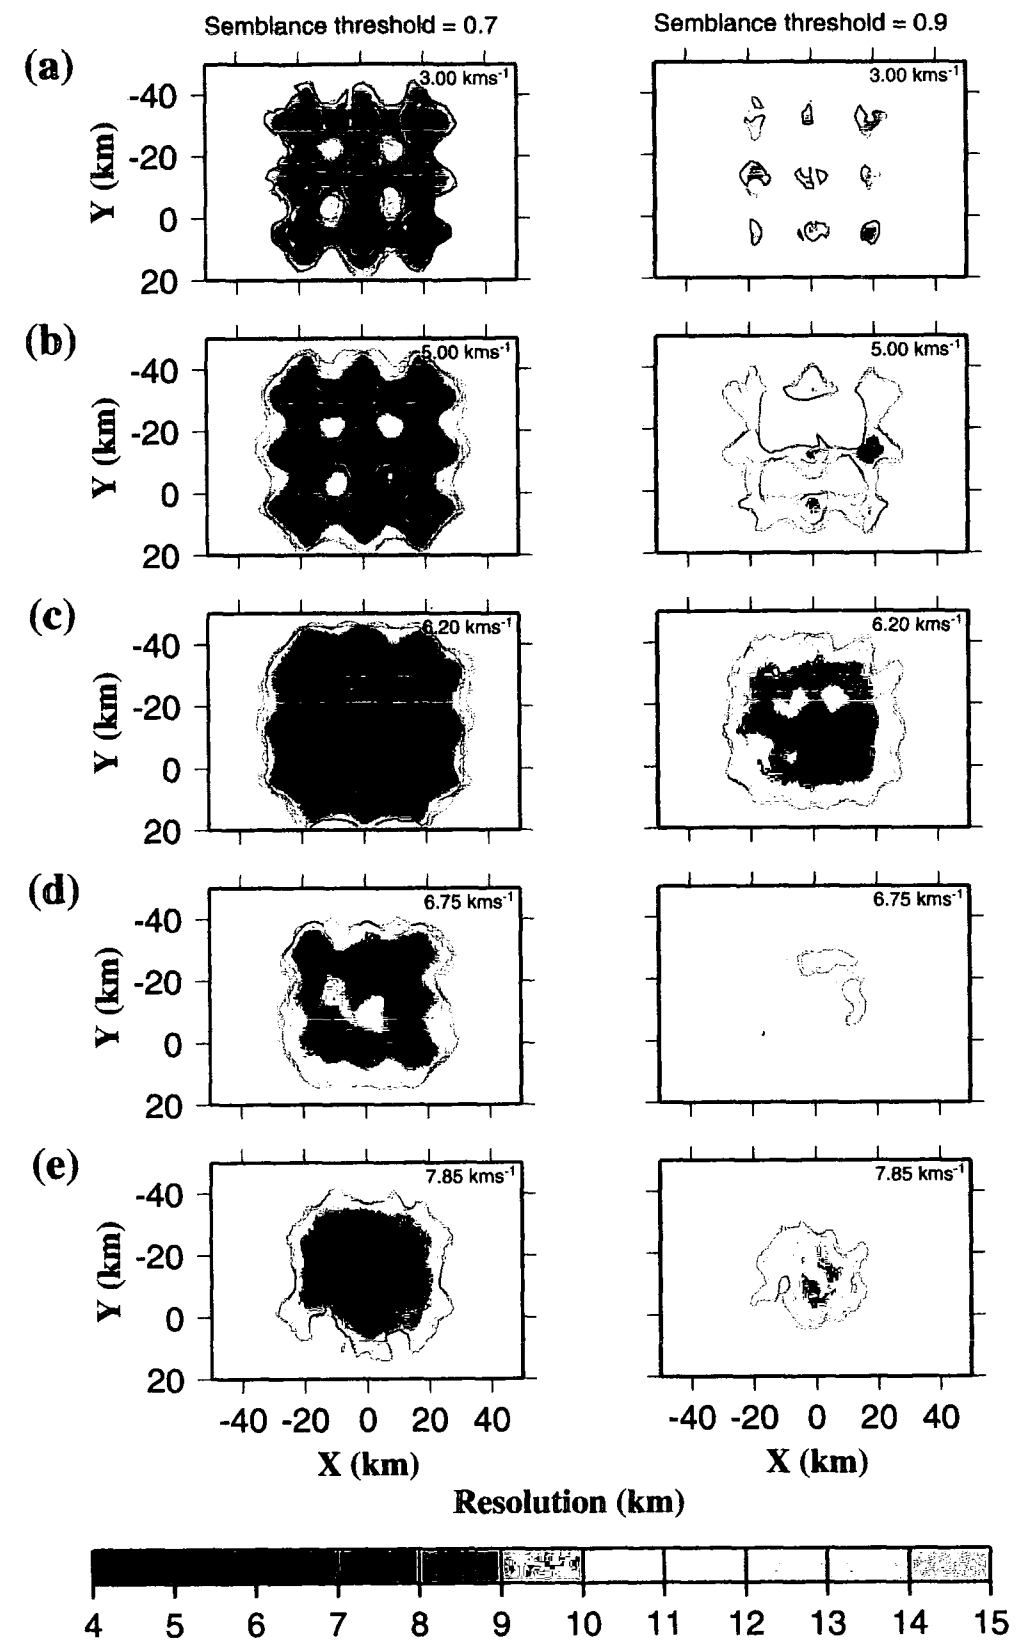 Semblance threshold = 0.7
Semblance threshold = 0.9
(a)
3.00 kms-1
3.00 kms-1
-40
-20
0
20
Y (km)
(b)
5.00 kms-1
5.00 kms-1
-40
-20
0
20
Y (km)
(c)
6.20 kms-1
6.20 kms-1
-40
-20
0
20
Y (km)
(d)
6.75 kms-1
6.75 kms-1
-40
-20
0
20
Y (km)
(e)
7.85 kms-1
7.85 kms-1
-40
-20
0
20
Y (km)
-40 -20 0 20 40
-40 -20 0 20 40
X (km)
X (km)
Resolution (km)
4 5 6 7 8 9 10 11 12 13 14 15